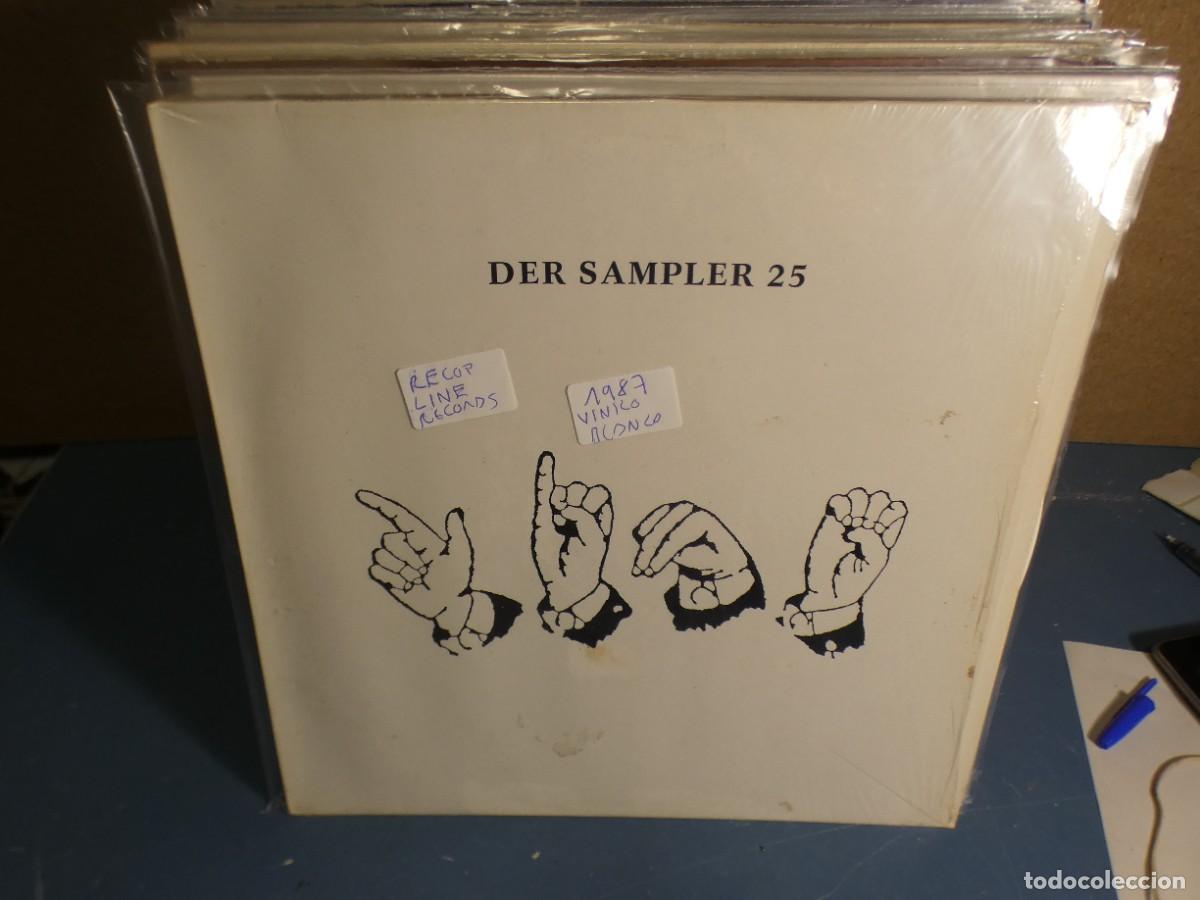 DER SAMPLER 25
RECOP
LINE
RECORDS
1987
VINILO
BLANCO
todocoleccion